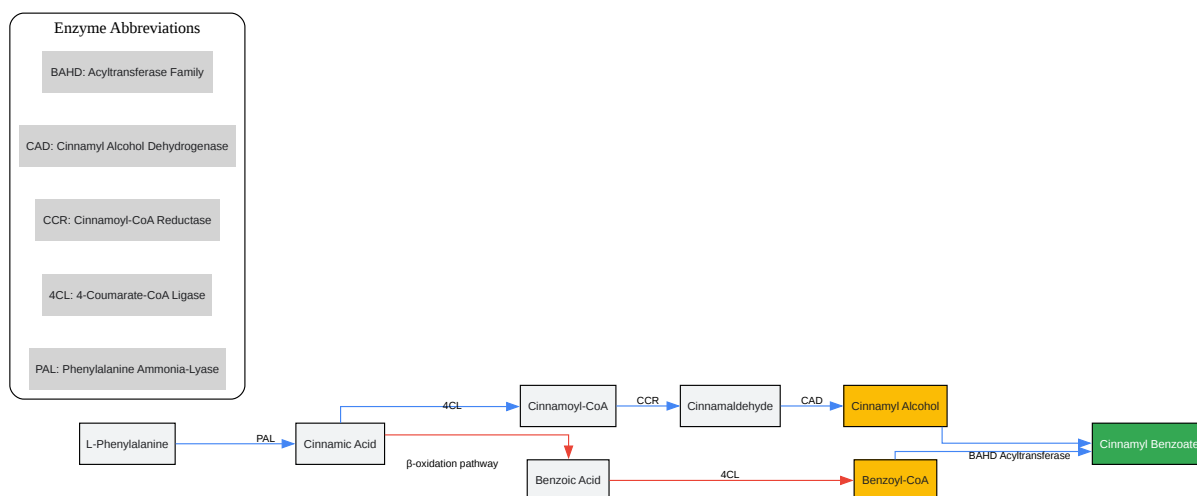 Enzyme Abbreviations
BAHD: Acyltransferase Family
CAD: Cinnamyl Alcohol Dehydrogenase
CCR: Cinnamoyl-CoA Reductase
4CL: 4-Coumarate-CoA Ligase
PAL: Phenylalanine Ammonia-Lyase
L-Phenylalanine
PAL
Cinnamic Acid
4CL
Cinnamoyl-CoA
CCR
Cinnamaldehyde
CAD
Cinnamyl Alcohol
β-oxidation pathway
Benzoic Acid
4CL
Benzoyl-CoA
BAHD Acyltransferase
Cinnamyl Benzoate